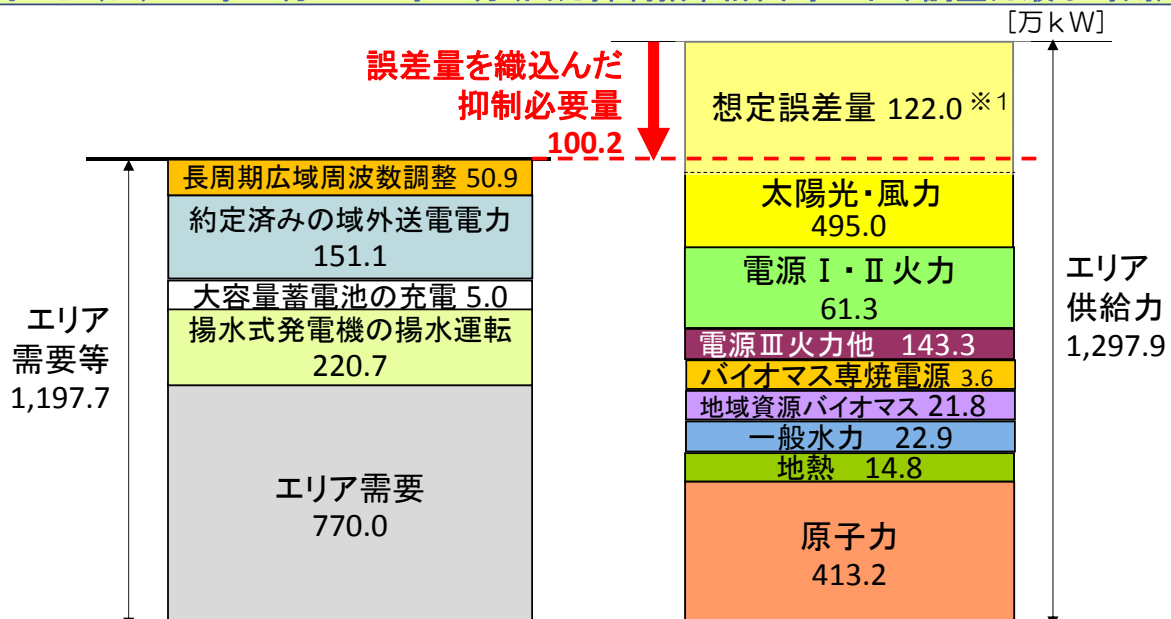 [万kW]
誤差量を織込んだ
抑制必要量
100.2
想定誤差量 122.0 ※1
長周期広域周波数調整 50.9
約定済みの域外送電電力
151.1
大容量蓄電池の充電 5.0
揚水式発電機の揚水運転
220.7
エリア需要
770.0
エリア
需要等
1,197.7
太陽光・風力
495.0
電源Ⅰ・Ⅱ火力
61.3
電源Ⅲ火力他 143.3
バイオマス専焼電源 3.6
地域資源バイオマス 21.8
一般水力 22.9
地熱 14.8
原子力
413.2
エリア
供給力
1,297.9